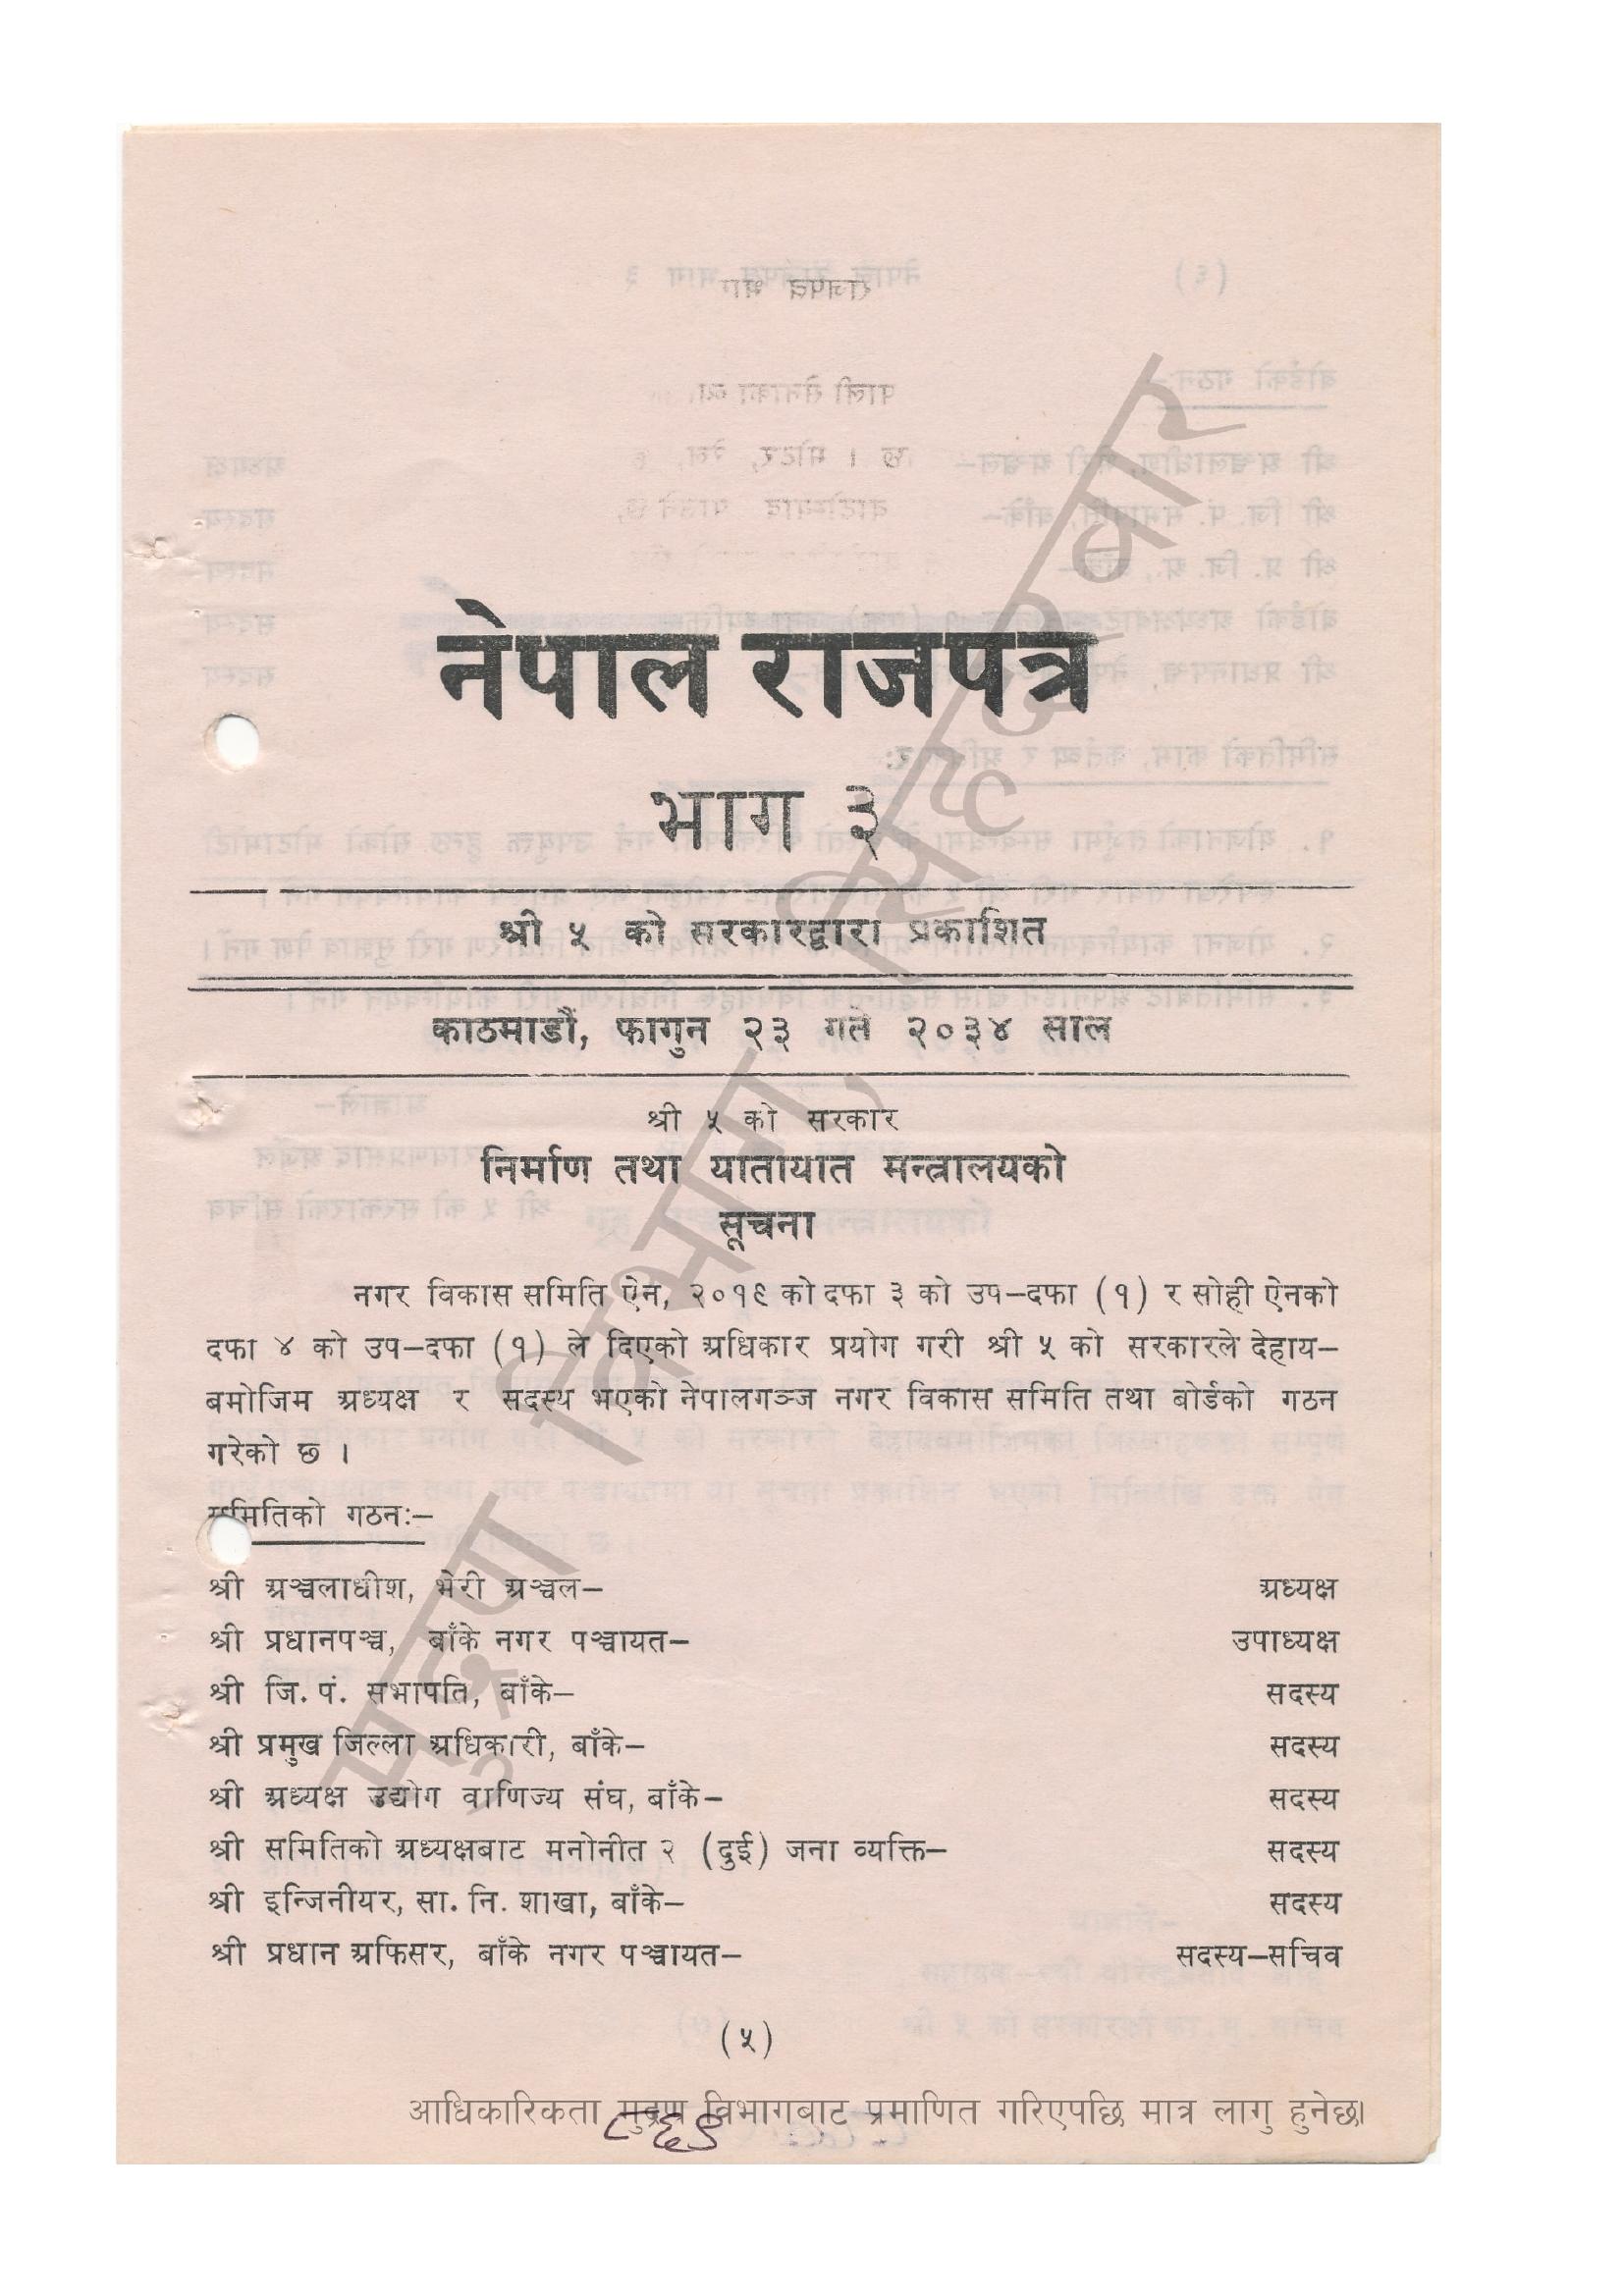 नेपाल राजपत्र
भाग ३
श्री ५ को सरकारद्वारा प्रकाशित
काठमाडौं, फागुन २३ गते २०३४ साल
श्री ५ को सरकार
निर्माण तथा यातायात मन्त्रालयको
सूचना
नगर विकास समिति ऐन, २०१९ को दफा ३ को उप–दफा (१) र सोही ऐनको
दफा ४ को उप–दफा (१) ले दिएको अधिकार प्रयोग गरी श्री ५ को सरकारले देहाय–
बमोजिम अध्यक्ष र सदस्य भएको नेपालगञ्ज नगर विकास समिति तथा बोर्डको गठन
गरेको छ ।
समितिको गठनः–
श्री अञ्चलाधीश, भेरी अञ्चल– अध्यक्ष
श्री प्रधानपञ्च, बाँके नगर पञ्चायत– उपाध्यक्ष
श्री जि. पं. सभापति, बाँके– सदस्य
श्री प्रमुख जिल्ला अधिकारी, बाँके– सदस्य
श्री अध्यक्ष उद्योग वाणिज्य संघ, बाँके– सदस्य
श्री समितिको अध्यक्षबाट मनोनीत २ (दुई) जना व्यक्ति– सदस्य
श्री इन्जिनीयर, सा. नि. शाखा, बाँके– सदस्य
श्री प्रधान अफिसर, बाँके नगर पञ्चायत– सदस्य–सचिव
(५)
आधिकारिकता मुद्रण विभागबाट प्रमाणित गरिएपछि मात्र लागु हुनेछ।
८६९
मुद्रण विभाग, सिंहदरबार